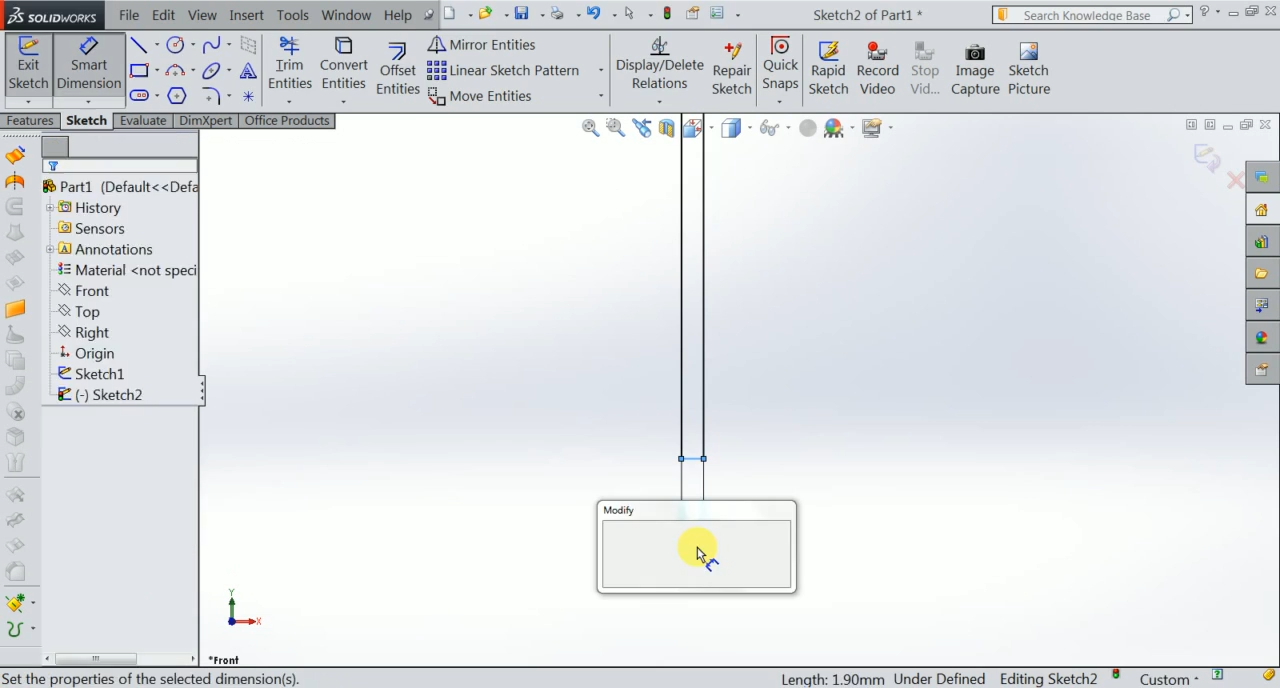 SOLIDWORKS File Edit View Insert Tools Window Help Sketch2 of Part1 * Search Knowledge Base
Exit Sketch
Smart Dimension
Trim Entities
Convert Entities
Offset Entities
Mirror Entities
Linear Sketch Pattern
Move Entities
Display/Delete Relations
Repair Sketch
Quick Snaps
Rapid Sketch
Record Video
Stop Vid...
Image Capture
Sketch Picture
Features Sketch Evaluate DimXpert Office Products
Part1 (Default<<Defa
History
Sensors
Annotations
Material <not speci
Front
Top
Right
Origin
Sketch1
(-) Sketch2
Modify
Y
X
*Front
Set the properties of the selected dimension(s). Length: 1.90mm Under Defined Editing Sketch2 Custom